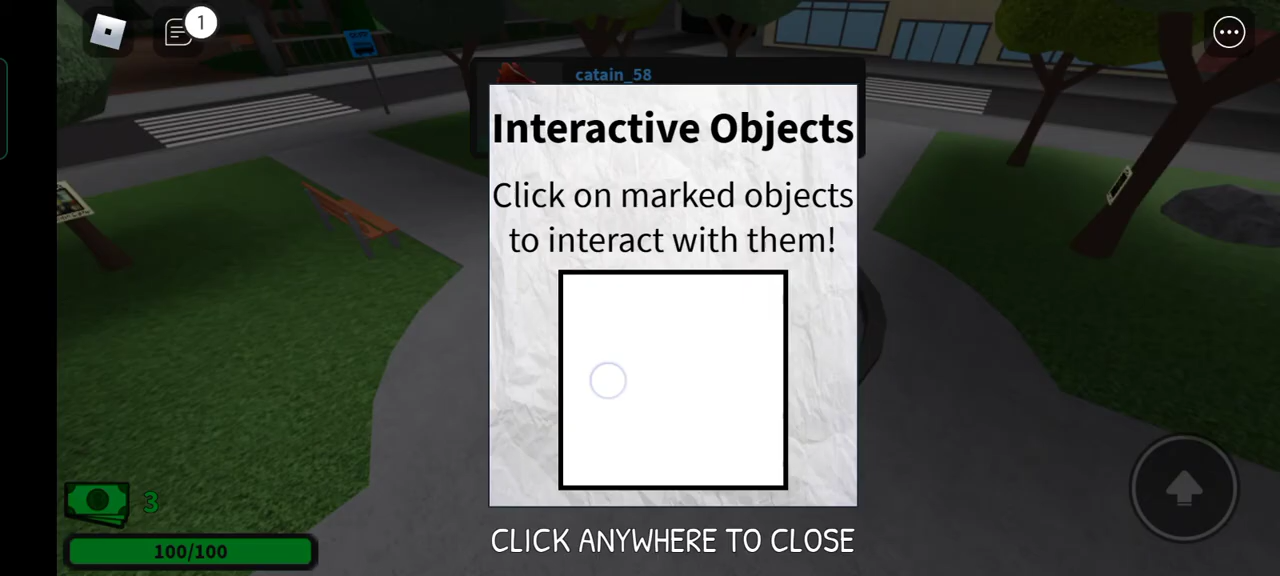 1
catain_58
Interactive Objects
Click on marked objects
to interact with them!
3
100/100
CLICK ANYWHERE TO CLOSE